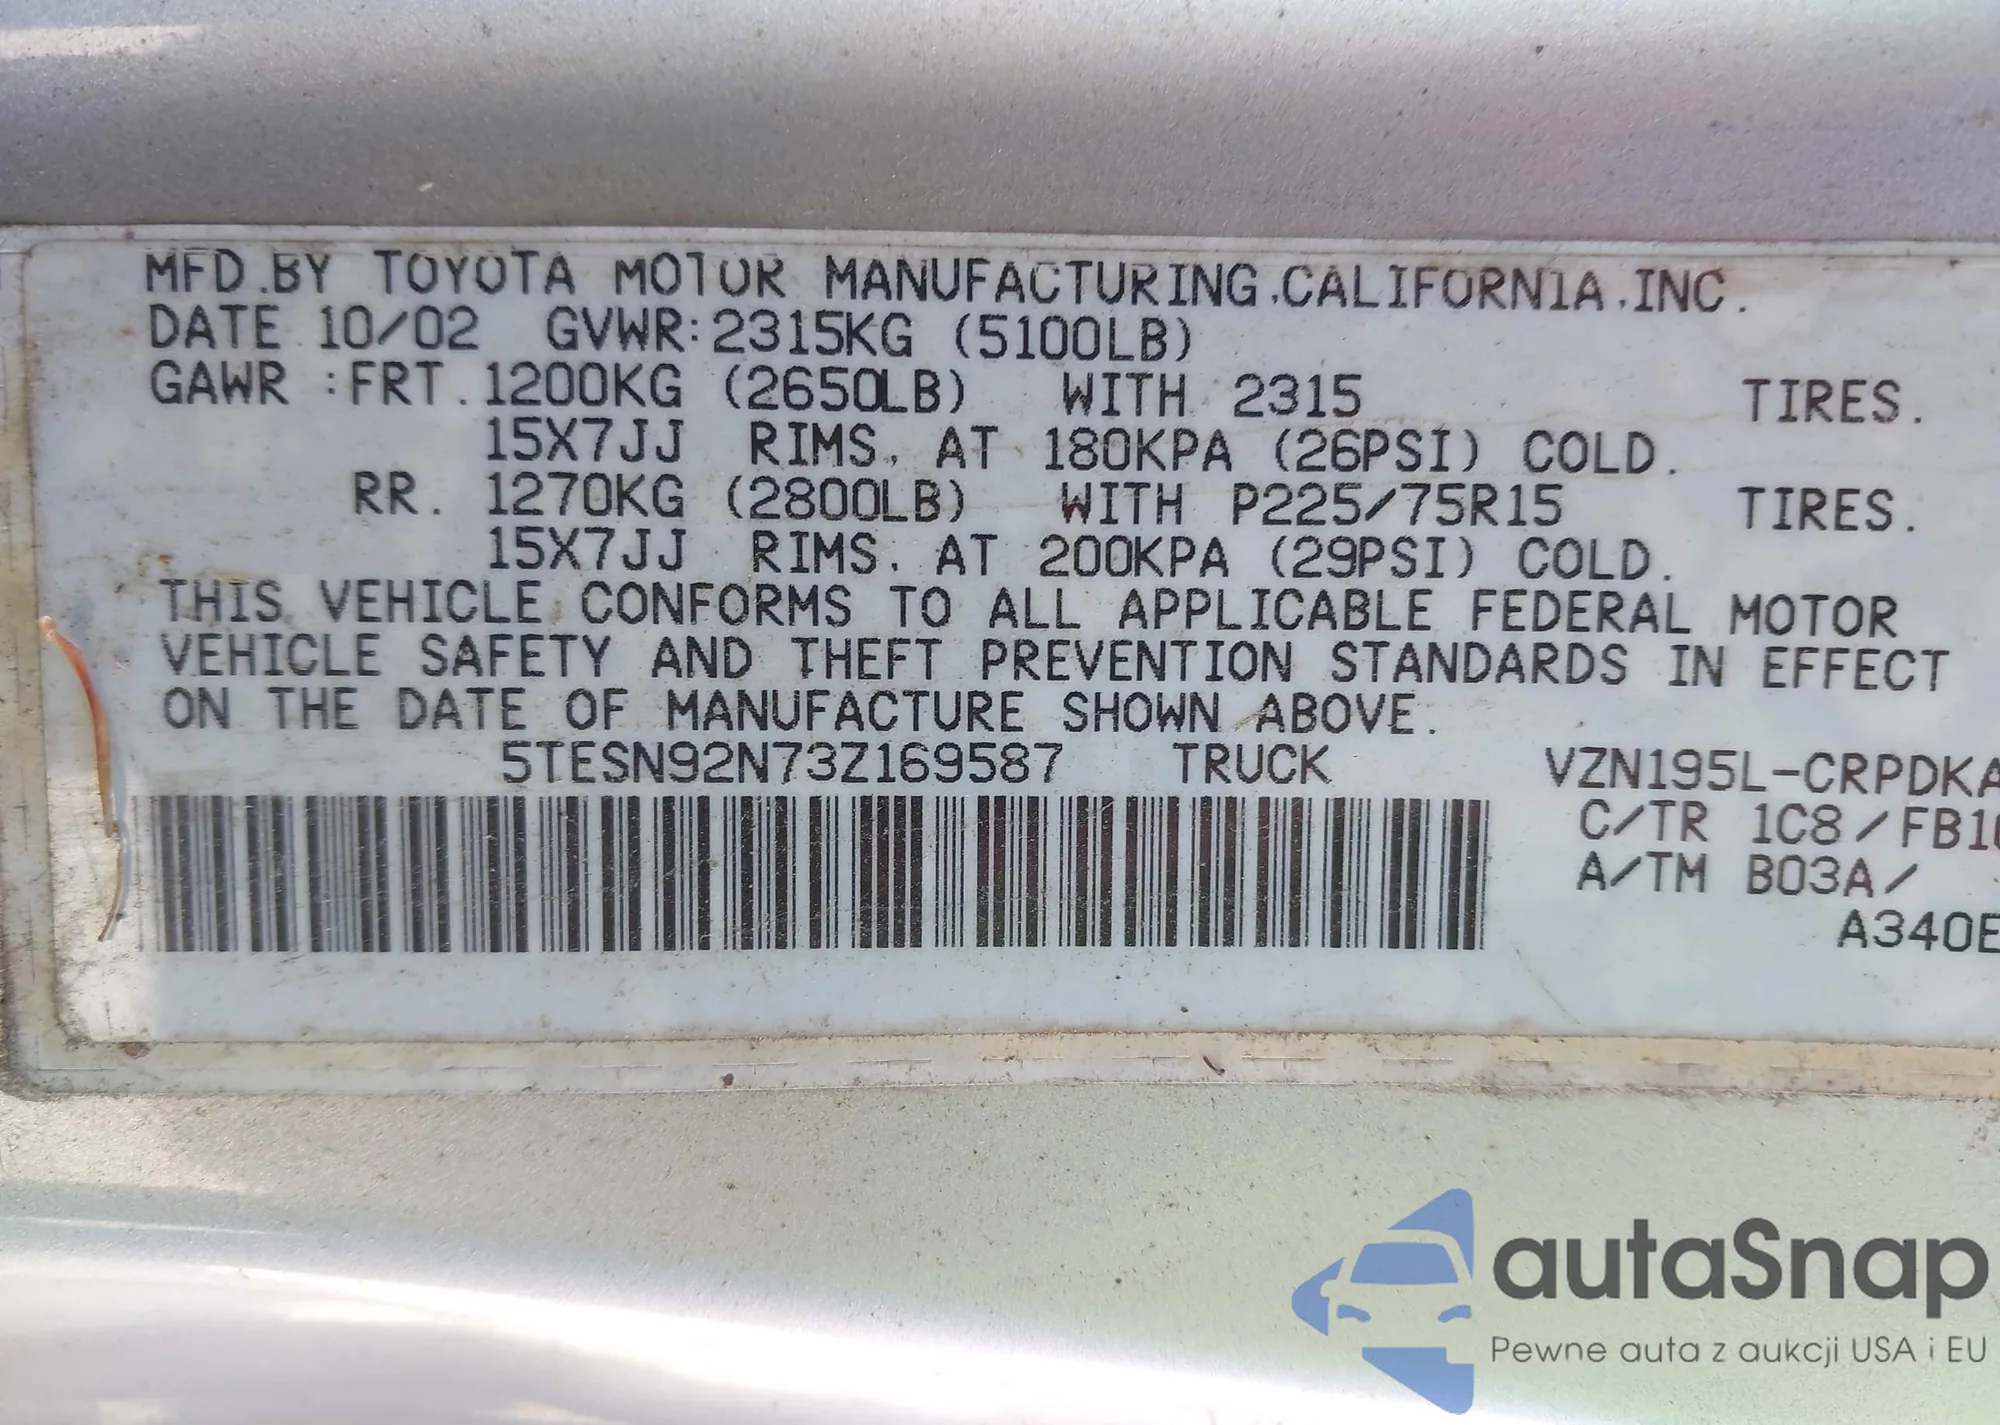 MFD.BY TOYOTA MOTOR MANUFACTURING,CALIFORNIA,INC.
DATE 10/02 GVWR:2315KG (5100LB)
GAWR :FRT. 1200KG (2650LB) WITH 2315 TIRES.
15X7JJ RIMS, AT 180KPA (26PSI) COLD.
RR. 1270KG (2800LB) WITH P225/75R15 TIRES.
15X7JJ RIMS, AT 200KPA (29PSI) COLD.
THIS VEHICLE CONFORMS TO ALL APPLICABLE FEDERAL MOTOR
VEHICLE SAFETY AND THEFT PREVENTION STANDARDS IN EFFECT
ON THE DATE OF MANUFACTURE SHOWN ABOVE.
5TESN92N73Z169587 TRUCK VZN195L-CRPDKA
C/TR 1C8/FB1
A/TM B03A/
A340E
autaSnap
Pewne auta z aukcji USA i EU